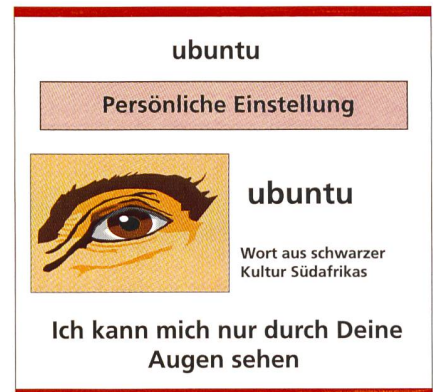 ubuntu
Persönliche Einstellung
ubuntu
Wort aus schwarzer
Kultur Südafrikas
Ich kann mich nur durch Deine
Augen sehen